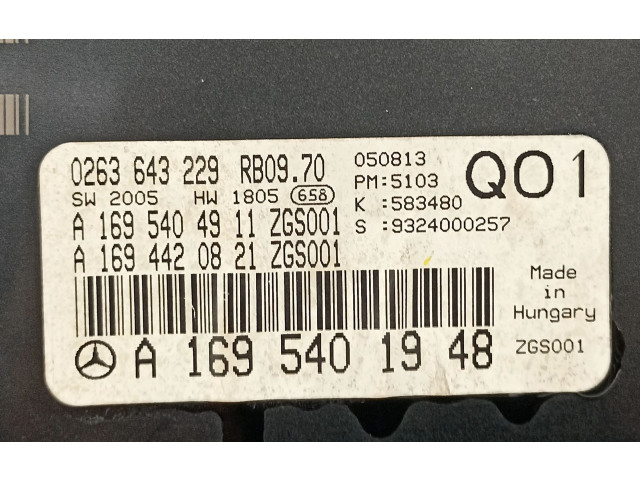 0263 643 229 RB09.70
SW 2005 HW 1805 658
A 169 540 49 11 ZGS001
A 169 442 08 21 ZGS001
050813
PM:5103
K :583480
S :9324000257
Q01
A 169 540 19 48
Made
in
Hungary
ZGS001